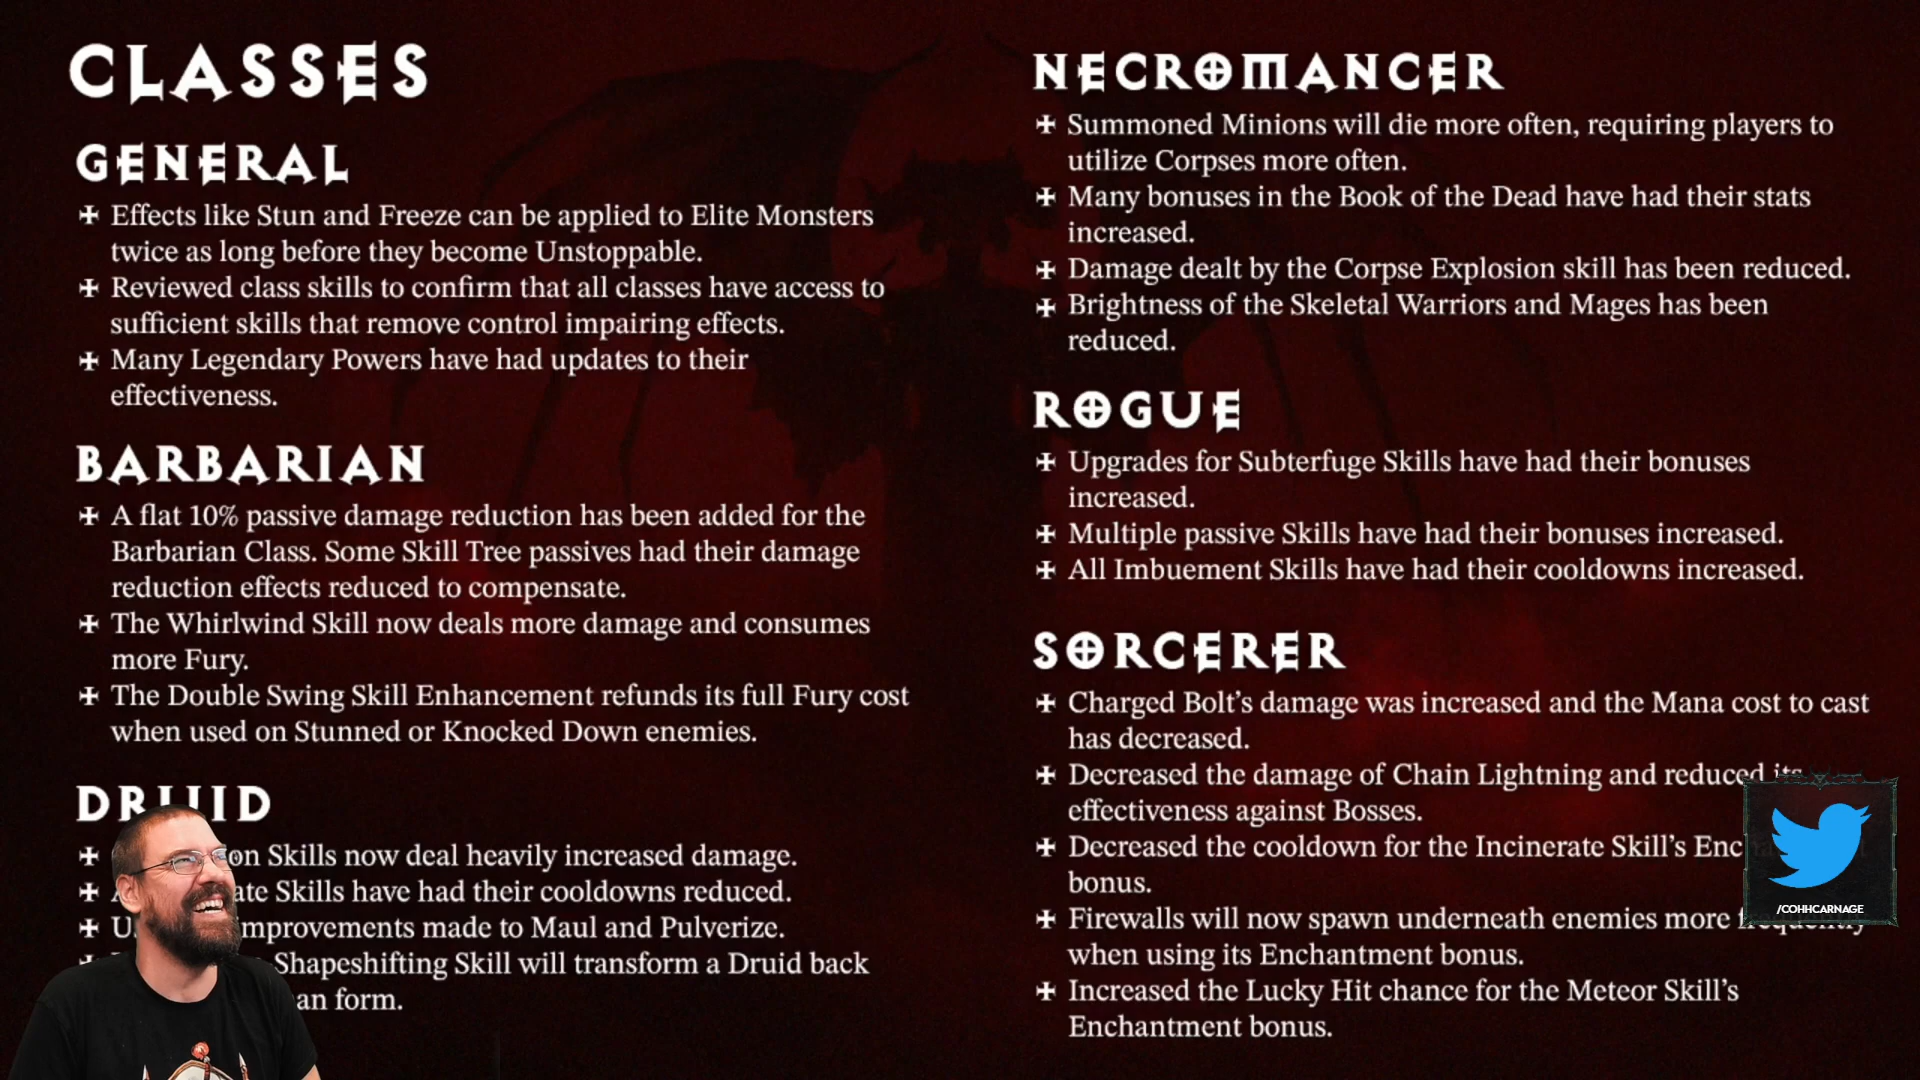 CLASSES
GENERAL
Effects like Stun and Freeze can be applied to Elite Monsters
twice as long before they become Unstoppable.
Reviewed class skills to confirm that all classes have access to
sufficient skills that remove control impairing effects.
Many Legendary Powers have had updates to their
effectiveness.
BARBARIAN
A flat 10% passive damage reduction has been added for the
Barbarian Class. Some Skill Tree passives had their damage
reduction effects reduced to compensate.
The Whirlwind Skill now deals more damage and consumes
more Fury.
The Double Swing Skill Enhancement refunds its full Fury cost
when used on Stunned or Knocked Down enemies.
DRUID
Skills now deal heavily increased damage.
Skills have had their cooldowns reduced.
improvements made to Maul and Pulverize.
Shapeshifting Skill will transform a Druid back
form.
NECROMANCER
Summoned Minions will die more often, requiring players to
utilize Corpses more often.
Many bonuses in the Book of the Dead have had their stats
increased.
Damage dealt by the Corpse Explosion skill has been reduced.
Brightness of the Skeletal Warriors and Mages has been
reduced.
ROGUE
Upgrades for Subterfuge Skills have had their bonuses
increased.
Multiple passive Skills have had their bonuses increased.
All Imbuement Skills have had their cooldowns increased.
SORCERER
Charged Bolt's damage was increased and the Mana cost to cast
has decreased.
Decreased the damage of Chain Lightning and reduced its
effectiveness against Bosses.
Decreased the cooldown for the Incinerate Skill's
bonus.
Firewalls will now spawn underneath enemies more frequently
when using its Enchantment bonus.
Increased the Lucky Hit chance for the Meteor Skill's
Enchantment bonus.
/COHHCARNAGE